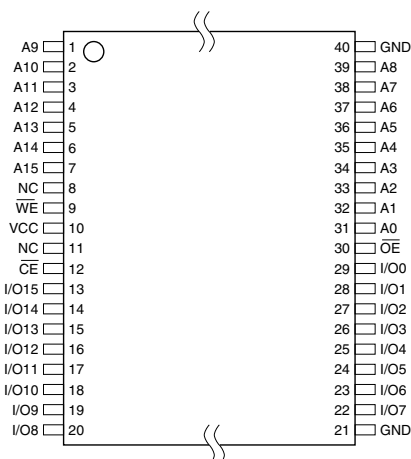 A9 1 40 GND
A10 2 39 A8
A11 3 38 A7
A12 4 37 A6
A13 5 36 A5
A14 6 35 A4
A15 7 34 A3
NC 8 33 A2
WE 9 32 A1
VCC 10 31 A0
NC 11 30 OE
CE 12 29 I/O0
I/O15 13 28 I/O1
I/O14 14 27 I/O2
I/O13 15 26 I/O3
I/O12 16 25 I/O4
I/O11 17 24 I/O5
I/O10 18 23 I/O6
I/O9 19 22 I/O7
I/O8 20 21 GND